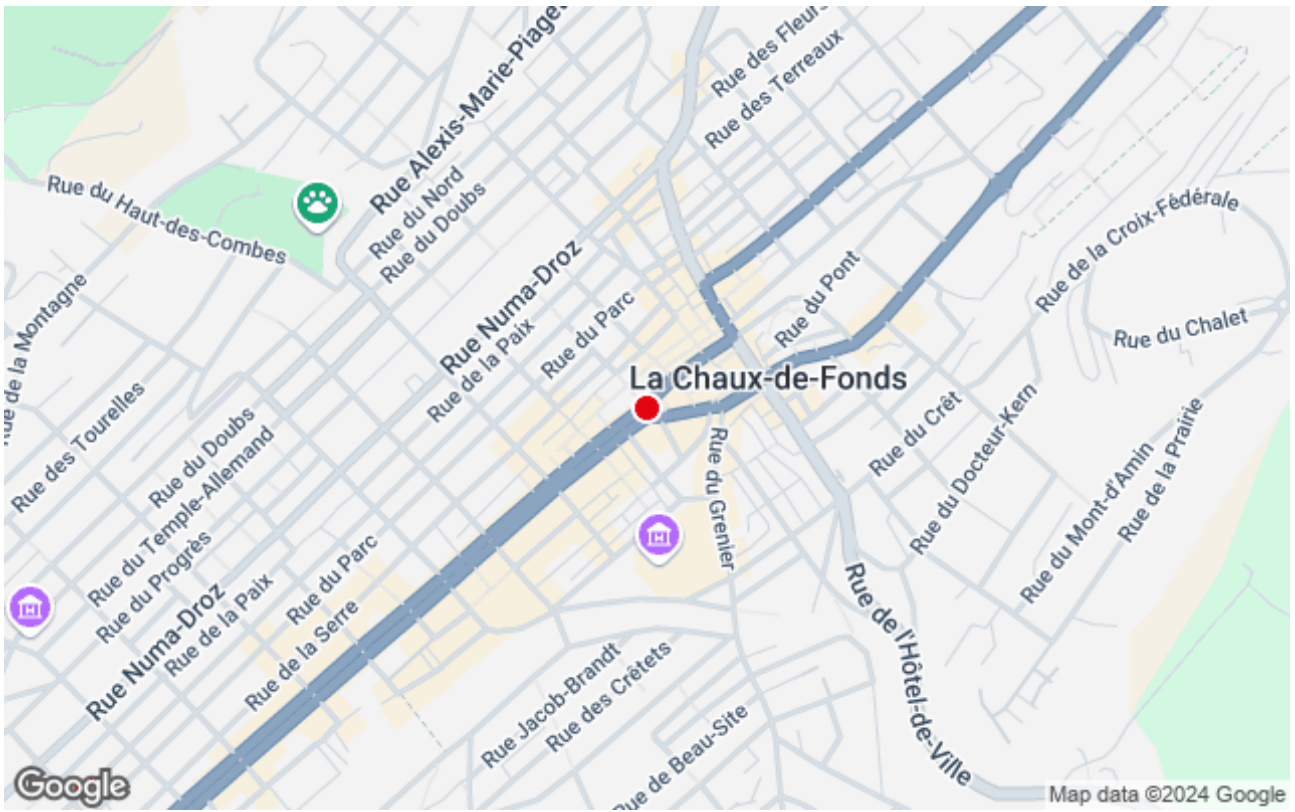 Rue des Fleurs
Rue Alexis-Marie-Piaget
Rue des Terreaux
Rue du Nord
Rue du Haut-des-Combes
Rue du Doubs
Rue de la Croix-Fédérale
Rue Numa-Droz
Rue du Pont
Rue de la Montagne
Rue du Parc
Rue de la Paix
Rue du Chalet
La Chaux-de-Fonds
Rue des Tourelles
Rue du Doubs
Rue du Crêt
Rue du Docteur-Kern
Rue de la Prairie
Rue du Temple-Allemand
Rue du Grenier
Rue du Mont-d'Amin
Rue du Progrès
Rue du Parc
Rue de la Paix
Rue Numa-Droz
Rue de la Serre
Rue de l'Hôtel-de-Ville
Rue Jacob-Brandt
Rue des Crêtets
Rue de Beau-Site
Google
Map data ©2024 Google